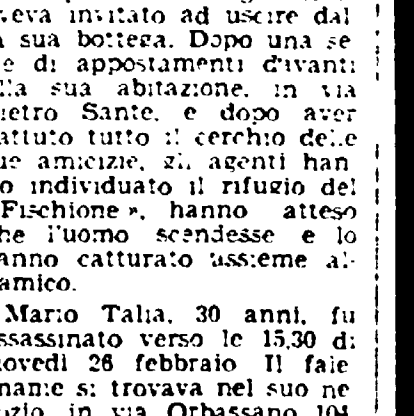 veva invitato ad uscire dal
sua bottega. Dopo una se
e di appostamenti davanti
lla sua abitazione, in via
ietro Sante, e dopo aver
attuto tutto il cerchio delle
ue amicizie, gli agenti han
o individuato il rifugio del
Fischione», hanno atteso
he l'uomo scendesse e lo
anno catturato assieme al-
amico.
Mario Talia, 30 anni, fu
ssassinato verso le 15,30 di
iovedì 26 febbraio Il fale
name si trovava nel suo ne
ozio, in via Orbassano 104